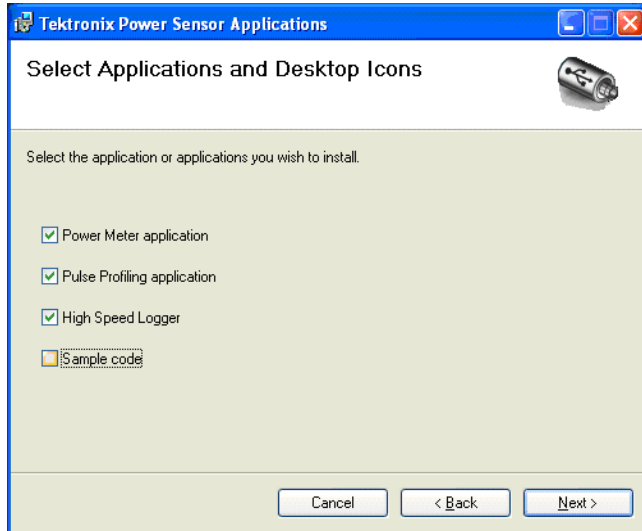 Tektronix Power Sensor Applications
Select Applications and Desktop Icons
Select the application or applications you wish to install.
Power Meter application
Pulse Profiling application
High Speed Logger
Sample code
Cancel
< Back
Next >